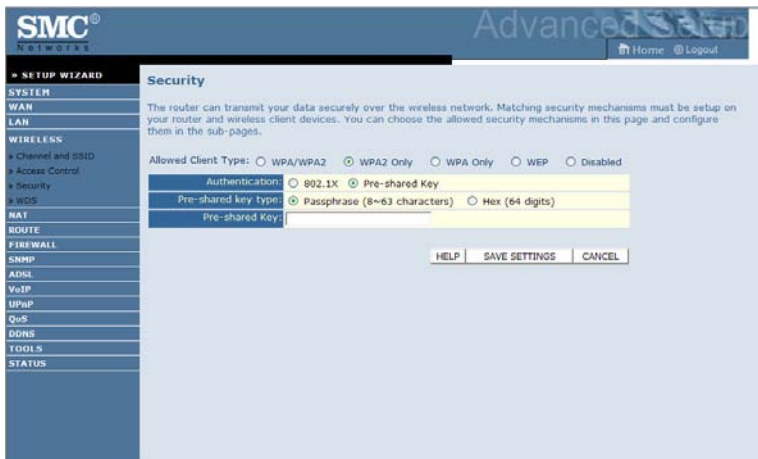 SMC®
Networks
Advanced Setup
Home Logout
» SETUP WIZARD
SYSTEM
WAN
LAN
WIRELESS
» Channel and SSID
» Access Control
» Security
» WDS
NAT
ROUTE
FIREWALL
SNMP
ADSL
VoIP
UPnP
QoS
DDNS
TOOLS
STATUS
Security
The router can transmit your data securely over the wireless network. Matching security mechanisms must be setup on
your router and wireless client devices. You can choose the allowed security mechanisms in this page and configure
them in the sub-pages.
Allowed Client Type: WPA/WPA2 WPA2 Only WPA Only WEP Disabled
Authentication: 802.1X Pre-shared Key
Pre-shared key type: Passphrase (8~63 characters) Hex (64 digits)
Pre-shared Key:
HELP SAVE SETTINGS CANCEL